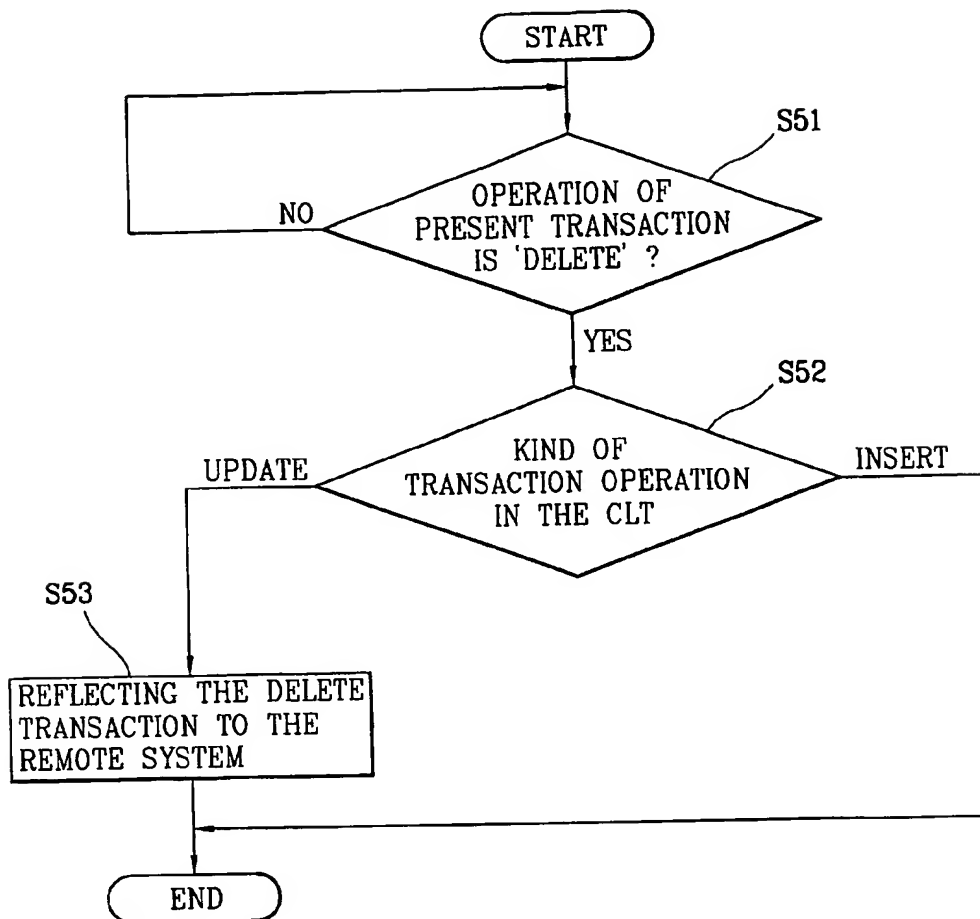 START
S51
OPERATION OF
PRESENT TRANSACTION
IS 'DELETE' ?
NO
YES
S52
KIND OF
TRANSACTION OPERATION
IN THE CLT
UPDATE
INSERT
S53
REFLECTING THE DELETE
TRANSACTION TO THE
REMOTE SYSTEM
END